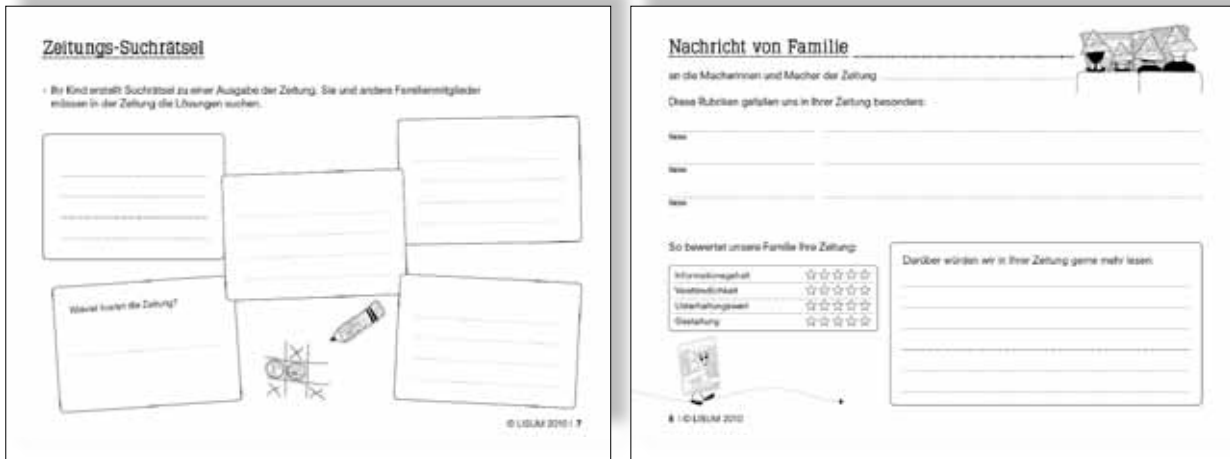 Zeitungs-Suchrätsel
Ihr Kind erstellt Suchrätsel zu einer Ausgabe der Zeitung. Sie und andere Familienmitglieder
müssen in der Zeitung die Lösungen suchen.
Wieviel kostet die Zeitung?
© LISUM 2010 | 7
Nachricht von Familie
an die Macherinnen und Macher der Zeitung
Diese Rubriken gefallen uns in Ihrer Zeitung besonders:
Name
Name
Name
So bewertet unsere Familie Ihre Zeitung:
Informationsgehalt
Verständlichkeit
Unterhaltungswert
Gestaltung
Darüber würden wir in Ihrer Zeitung gerne mehr lesen:
8 | © LISUM 2010